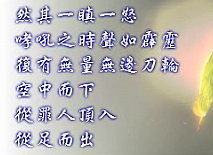 然其一瞋一怒
哮吼之時聲如霹靂
復有無量無邊刀輪
空中而下
從罪人頂入
從足而出